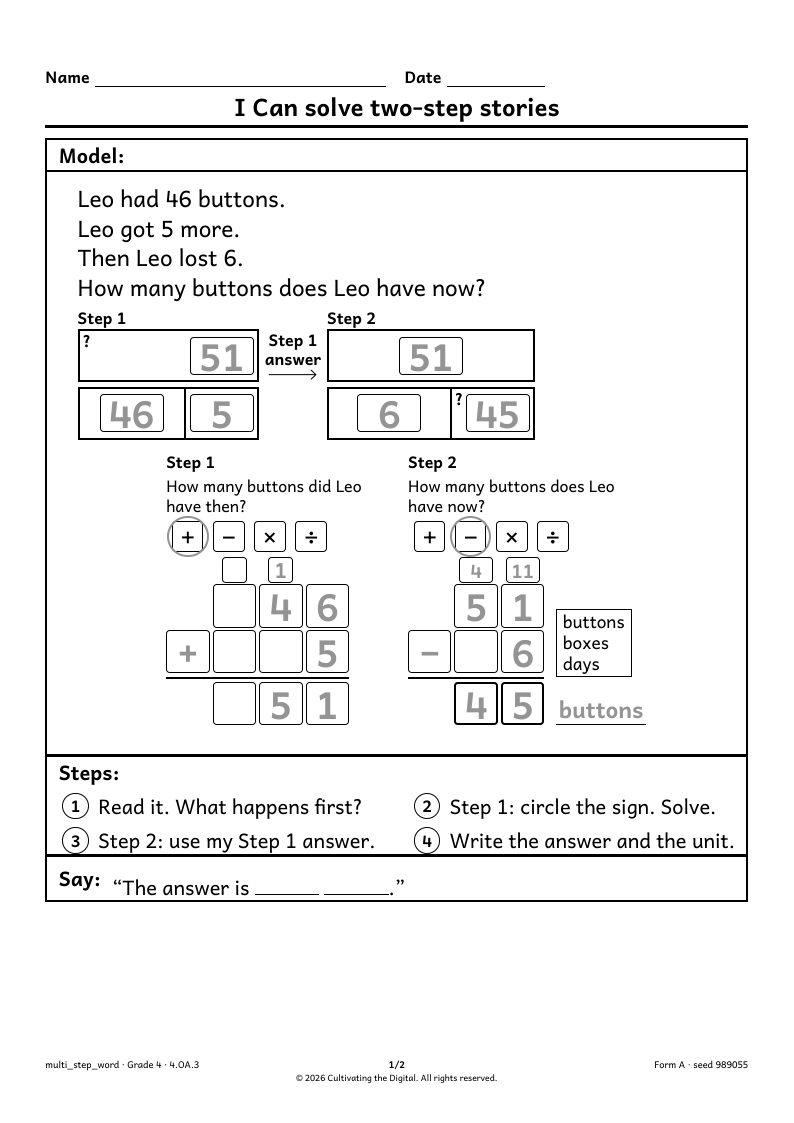 Name Date
I Can solve two-step stories
Model:
Leo had 46 buttons.
Leo got 5 more.
Then Leo lost 6.
How many buttons does Leo have now?
Step 1 Step 2
? 51 Step 1 answer 51
46 5 6 ? 45
Step 1
How many buttons did Leo
have then?
+ − × ÷
1
4 6
+ 5
5 1
Step 2
How many buttons does Leo
have now?
+ − × ÷
4 11
5 1
− 6
4 5
buttons
boxes
days
buttons
Steps:
1 Read it. What happens first?
2 Step 1: circle the sign. Solve.
3 Step 2: use my Step 1 answer.
4 Write the answer and the unit.
Say: “The answer is ______ ______.”
multi_step_word · Grade 4 · 4.OA.3 1/2 Form A · seed 989055
© 2026 Cultivating the Digital. All rights reserved.